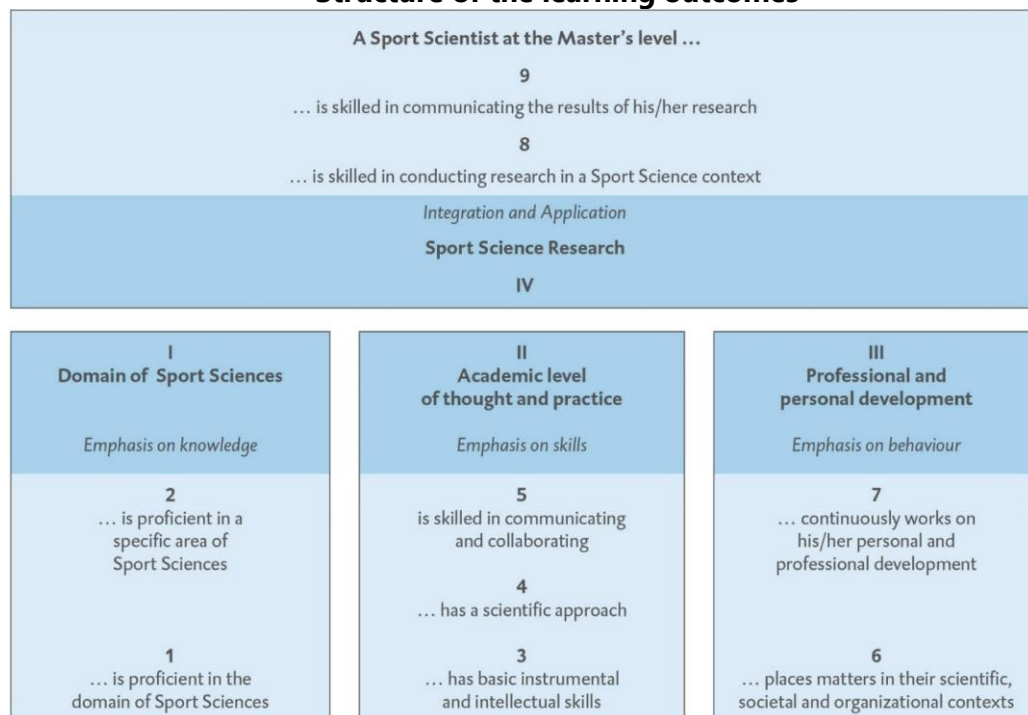 Structure of the learning outcomes
A Sport Scientist at the Master's level …
9
… is skilled in communicating the results of his/her research
8
… is skilled in conducting research in a Sport Science context
Integration and Application
Sport Science Research
IV
I
Domain of Sport Sciences
Emphasis on knowledge
2
… is proficient in a
specific area of
Sport Sciences
1
… is proficient in the
domain of Sport Sciences
II
Academic level
of thought and practice
Emphasis on skills
5
is skilled in communicating
and collaborating
4
… has a scientific approach
3
… has basic instrumental
and intellectual skills
III
Professional and
personal development
Emphasis on behaviour
7
… continuously works on
his/her personal and
professional development
6
… places matters in their scientific,
societal and organizational contexts